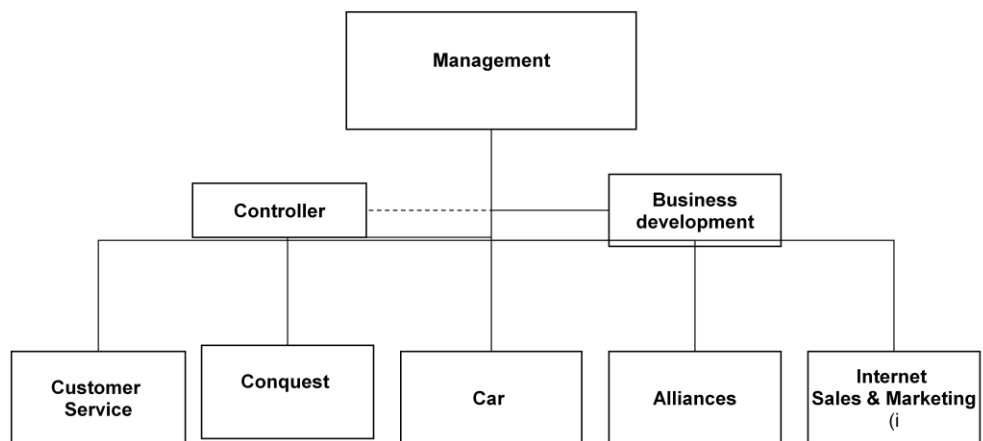 Management
Controller
Business
development
Customer
Service
Conquest
Car
Alliances
Internet
Sales & Marketing
(i